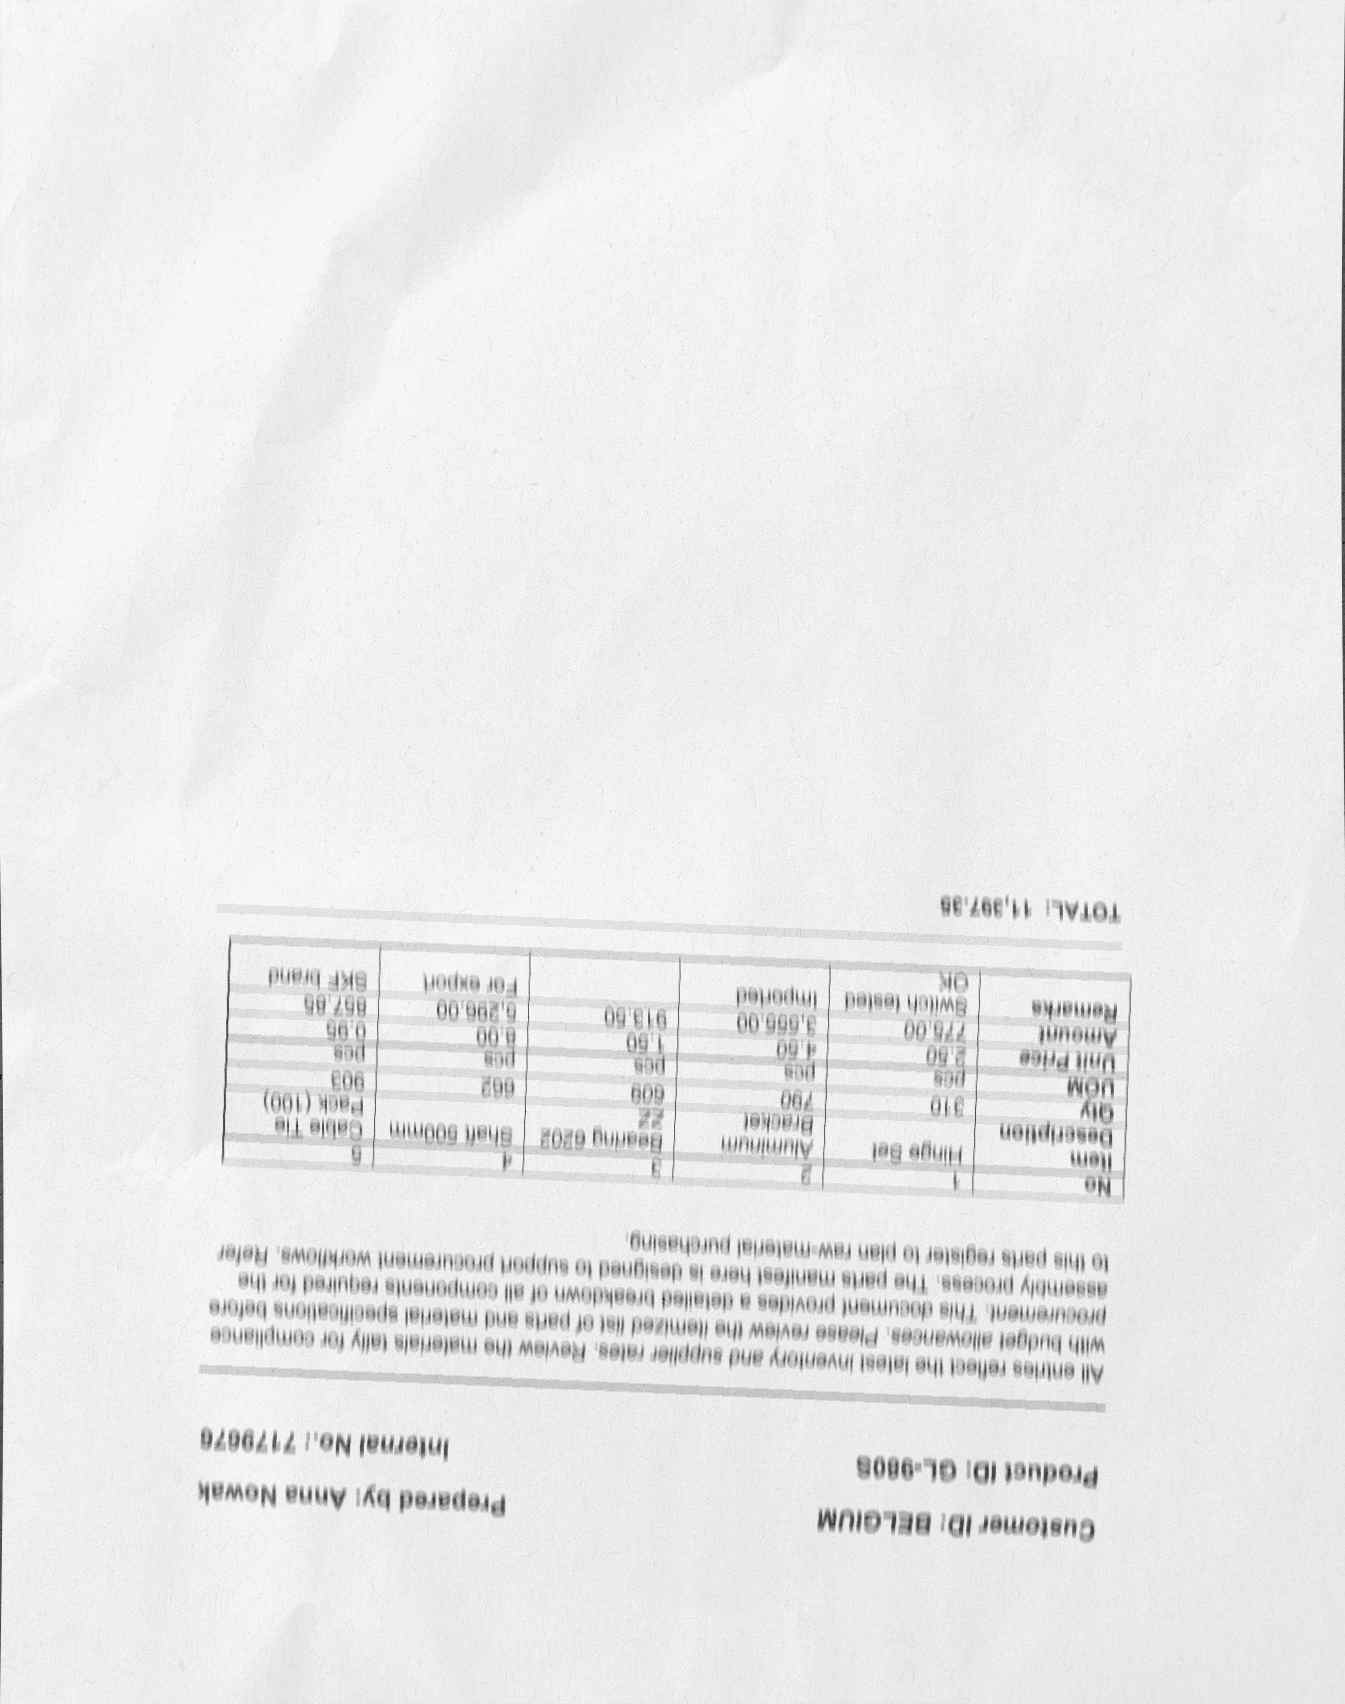 Customer ID: BELGIUM Prepared by: Anna Nowak
Product ID: GL-980S Internal No.: 7179676
All entries reflect the latest inventory and supplier rates. Review the materials tally for compliance
with budget allowances. Please review the itemized list of parts and material specifications before
procurement. This document provides a detailed breakdown of all components required for the
assembly process. The parts manifest here is designed to support procurement workflows. Refer
to this parts register to plan raw-material purchasing.
No 1 2 3 4 5
Item Hinge Set Aluminum Bearing 6202 Shaft 500mm Cable Tie
Description Bracket ZZ Pack (100)
Qty 310 790 609 662 903
UOM pcs pcs pcs pcs pcs
Unit Price 2.50 4.50 1.50 8.00 0.95
Amount 775.00 3,555.00 913.50 5,296.00 857.85
Remarks Switch tested Imported For export SKF brand
OK
TOTAL: 11,397.35